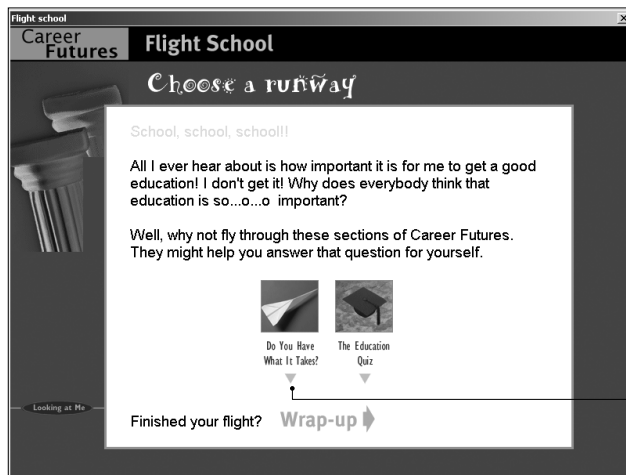 Flight school
Career
Futures
Flight School
Choose a runway
School, school, school!!
All I ever hear about is how important it is for me to get a good
education! I don't get it! Why does everybody think that
education is so...o...o important?
Well, why not fly through these sections of Career Futures.
They might help you answer that question for yourself.
Do You Have
What It Takes?
The Education
Quiz
Looking at Me
Finished your flight?
Wrap-up